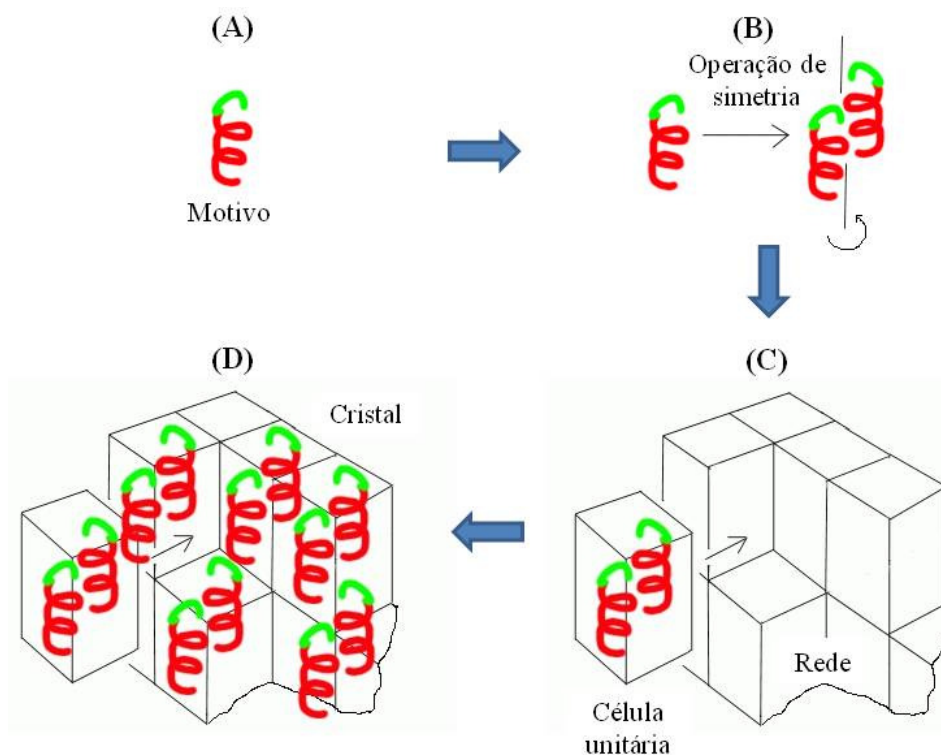 (A)
Motivo
(B)
Operação de
simetria
(D)
Cristal
(C)
Rede
Célula
unitária